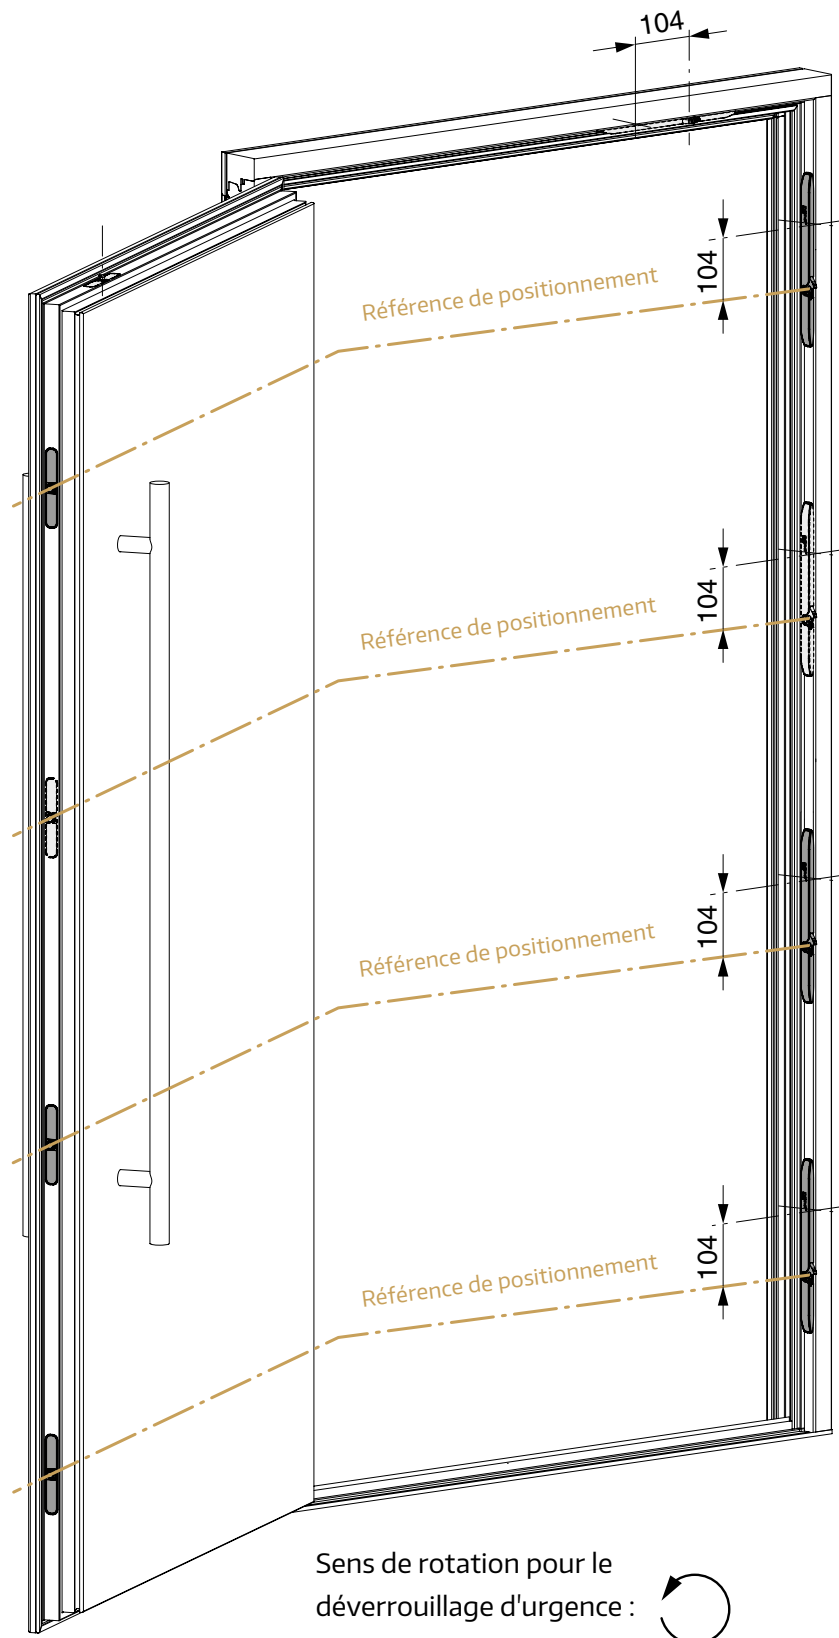 104
Référence de positionnement
104
Référence de positionnement
104
Référence de positionnement
104
Référence de positionnement
104
Sens de rotation pour le
déverrouillage d'urgence :